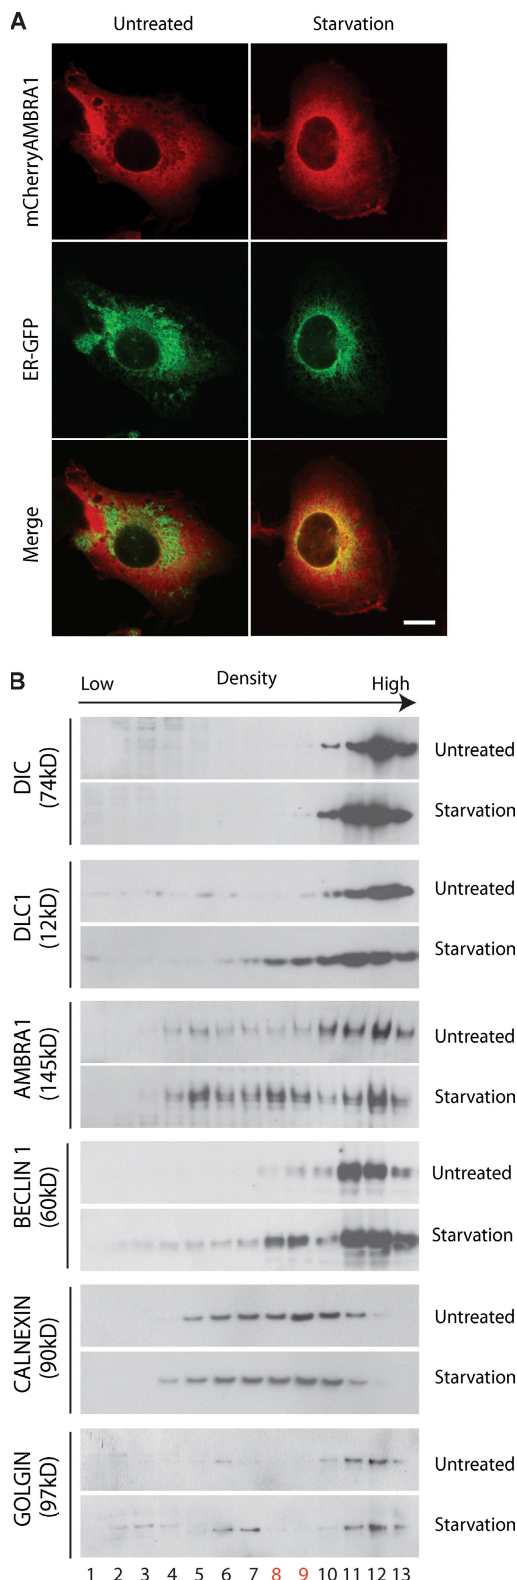 A
Untreated Starvation
mCherryAMBRA1
ER-GFP
Merge
B
Low Density High
DIC
(74kD)
Untreated
Starvation
DLC1
(12kD)
Untreated
Starvation
AMBRA1
(145kD)
Untreated
Starvation
BECLIN 1
(60kD)
Untreated
Starvation
CALNEXIN
(90kD)
Untreated
Starvation
GOLGIN
(97kD)
Untreated
Starvation
1 2 3 4 5 6 7 8 9 10 11 12 13